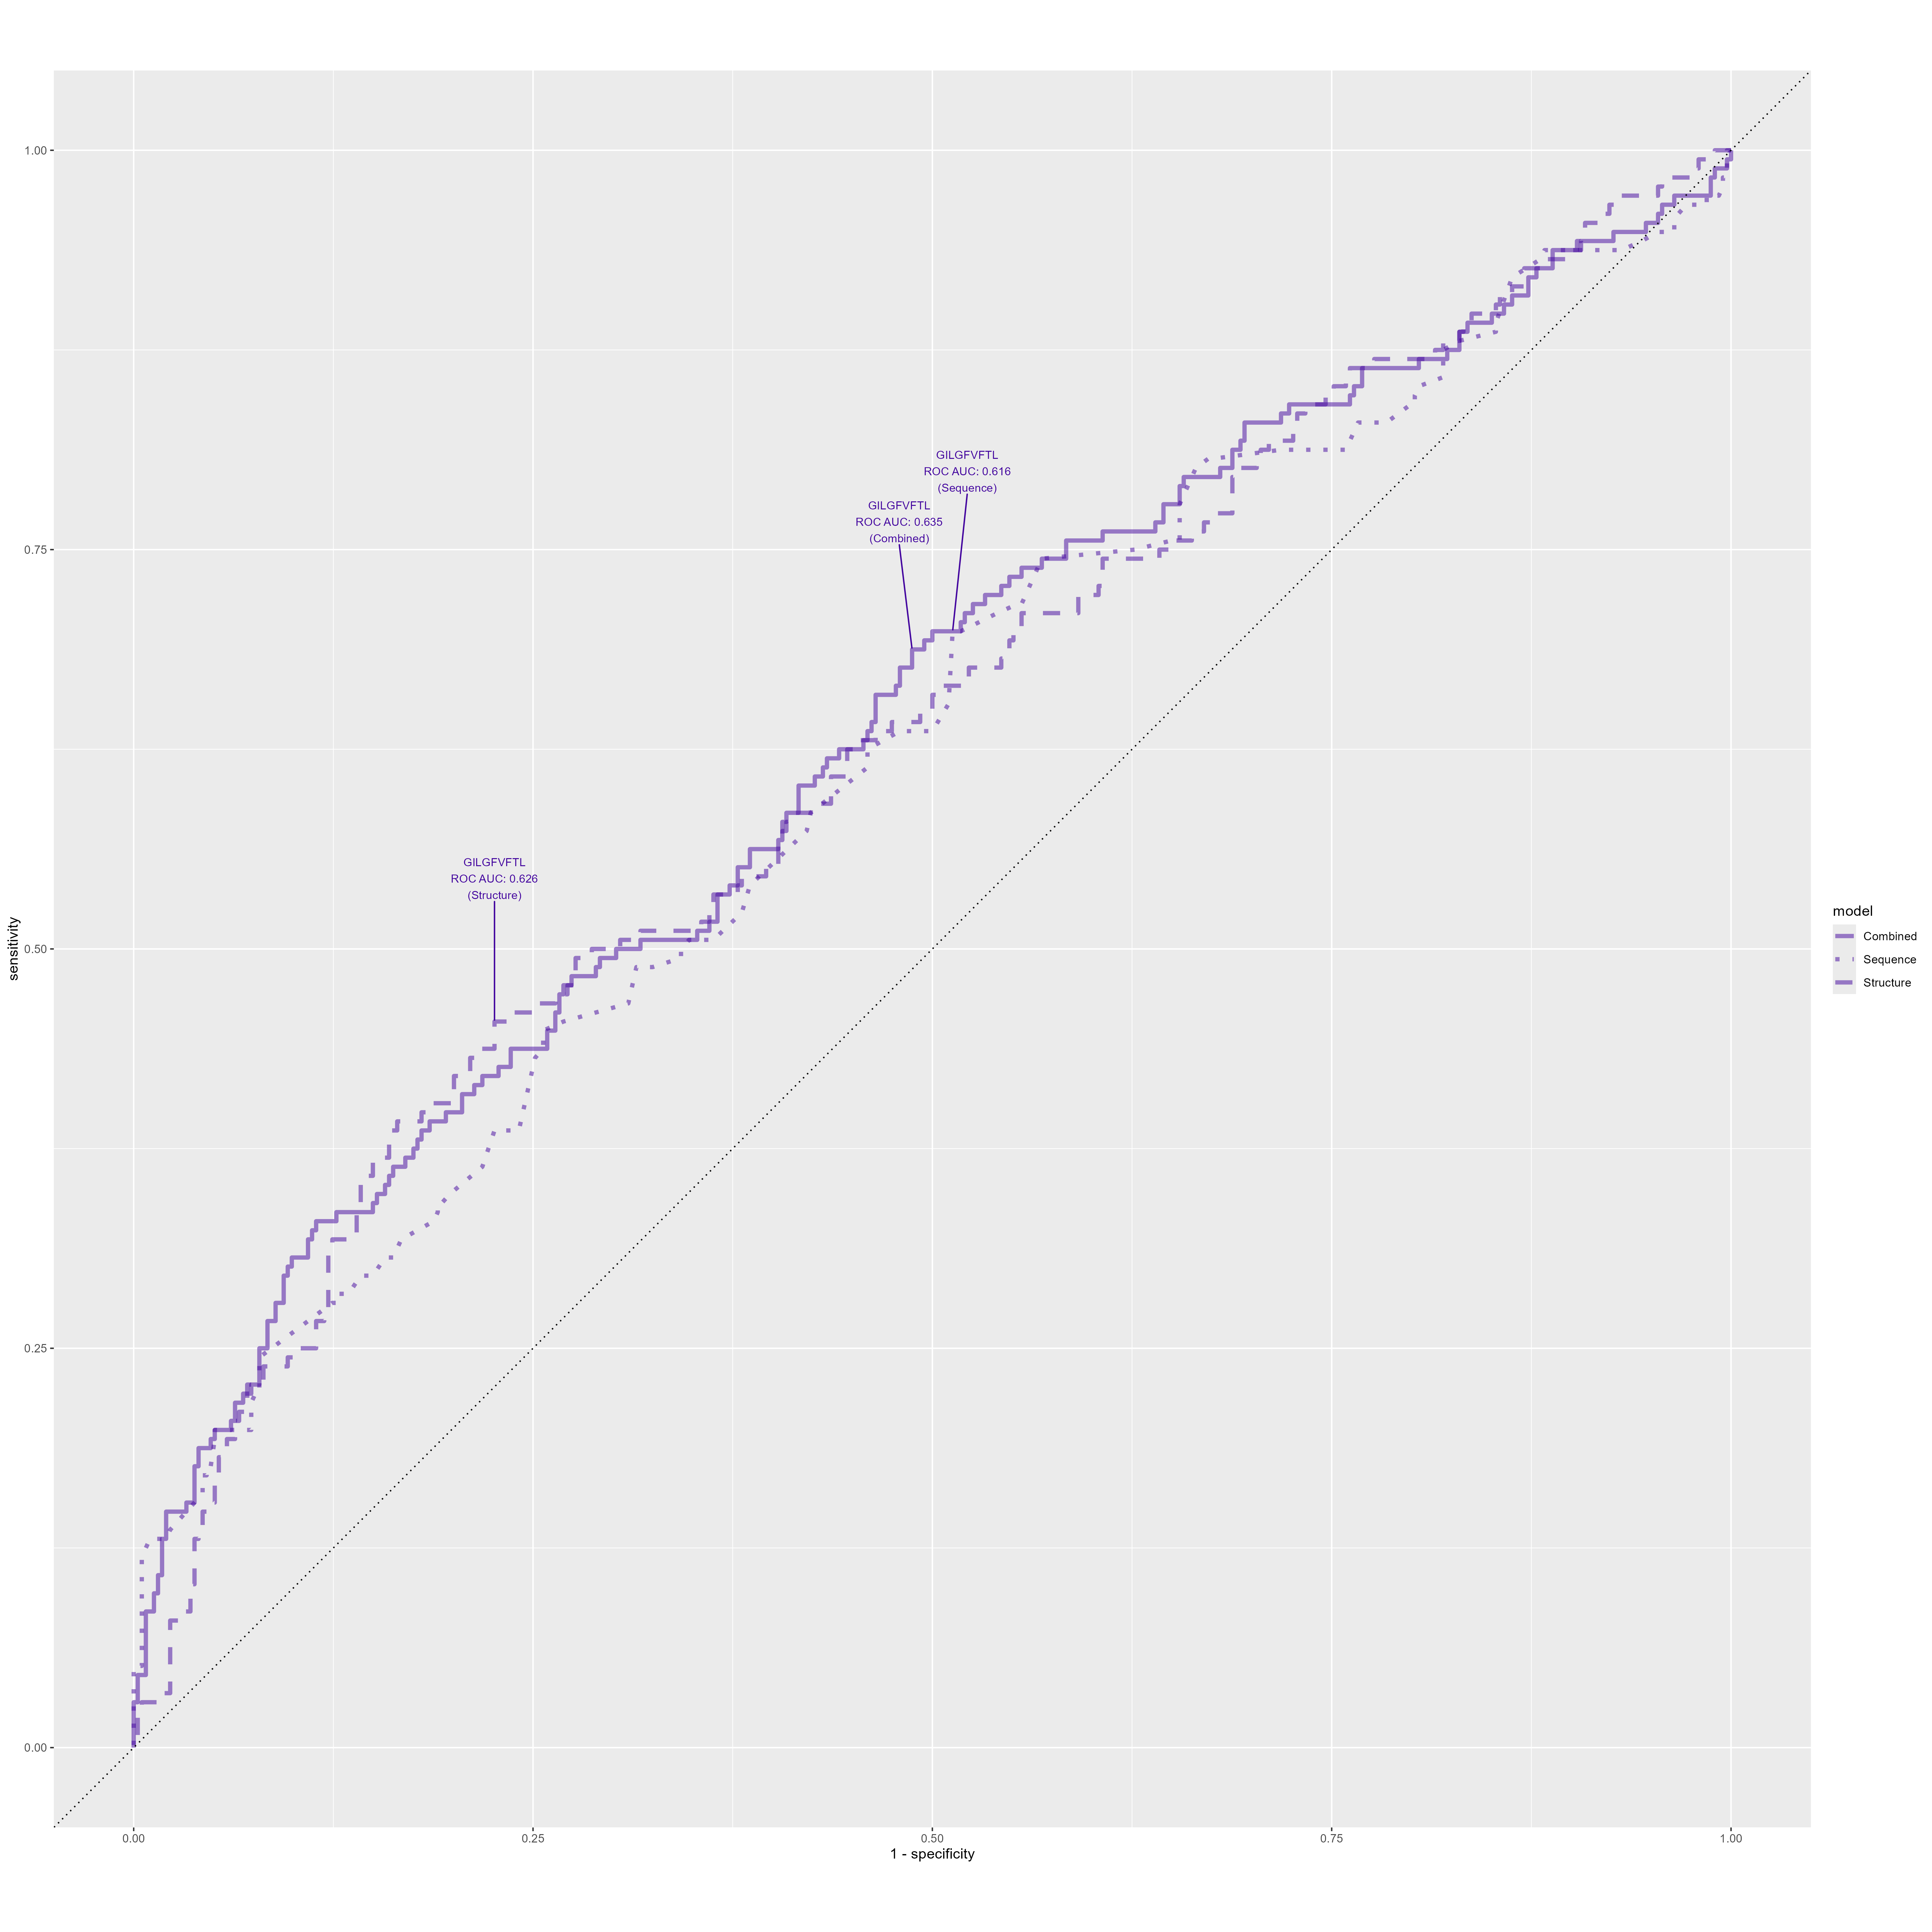 GILGFVFTL
ROC AUC: 0.616
(Sequence)
GILGFVFTL
ROC AUC: 0.635
(Combined)
GILGFVFTL
ROC AUC: 0.626
(Structure)
sensitivity
1.00
0.75
0.50
0.25
0.00
0.00
0.25
0.50
0.75
1.00
1 - specificity
model
Combined
Sequence
Structure